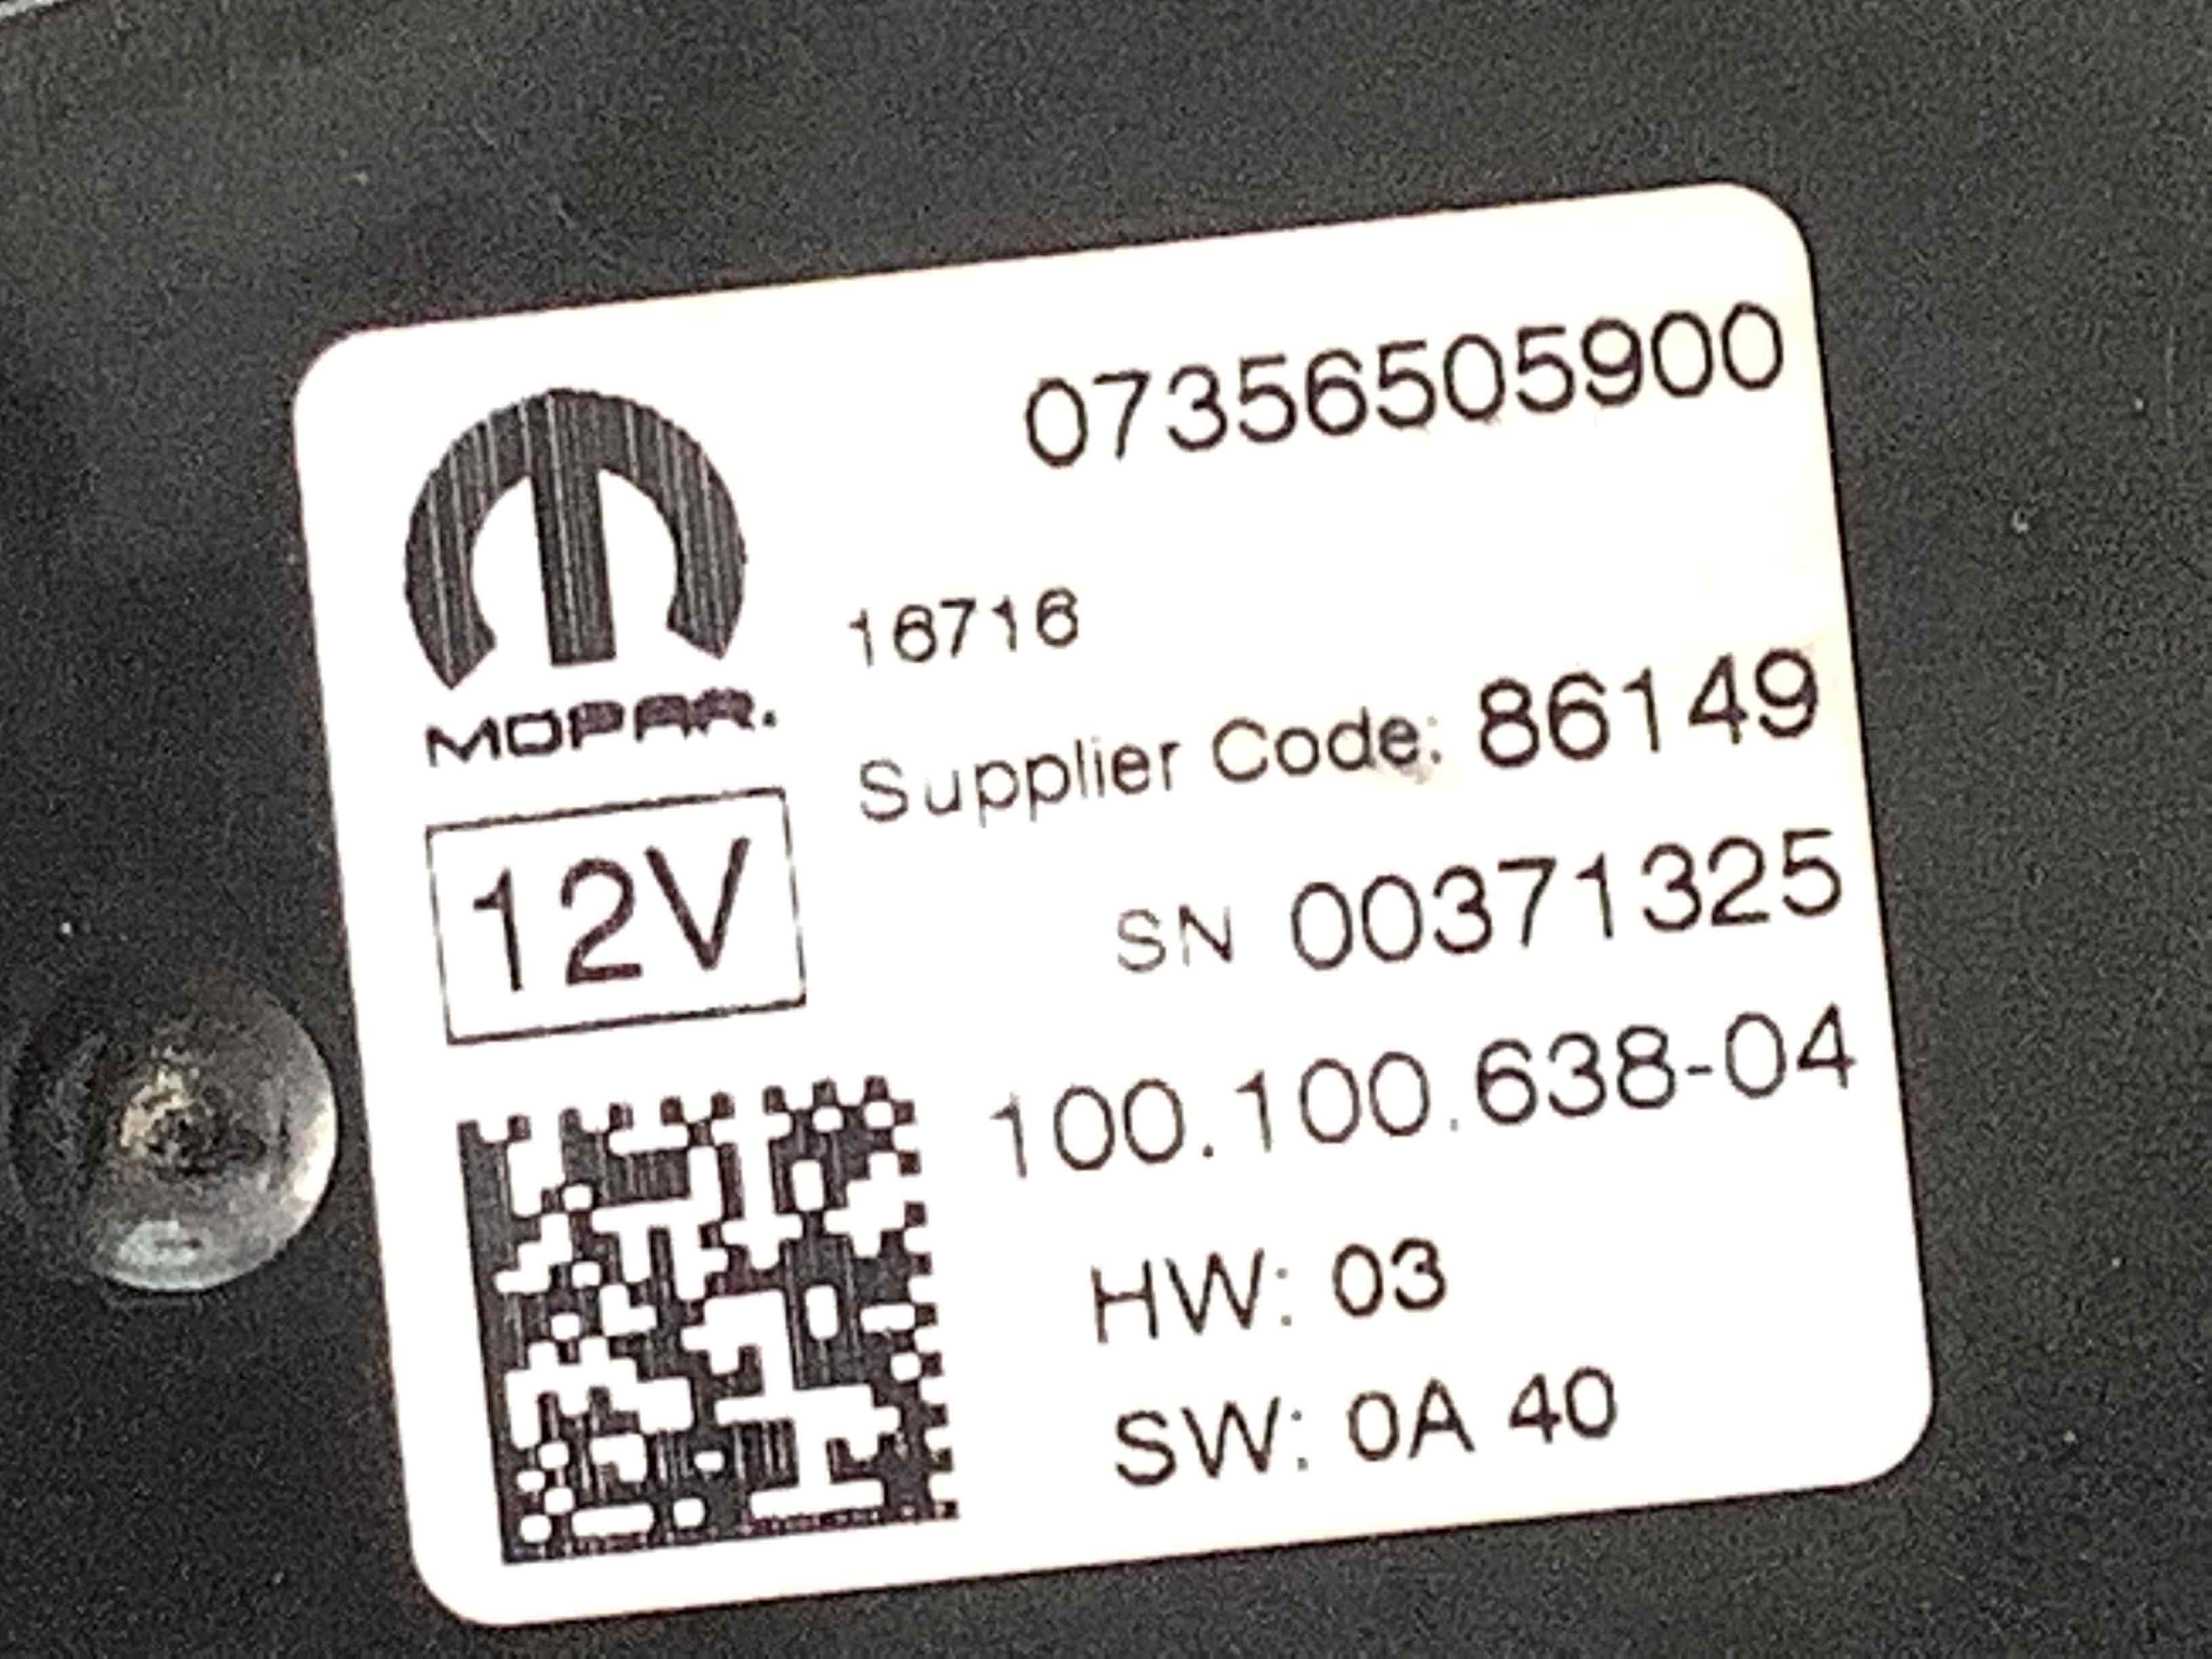 07356505900
MOPAR.
16716
Supplier Code: 86149
12V
SN 00371325
100.100.638-04
HW: 03
SW: 0A 40